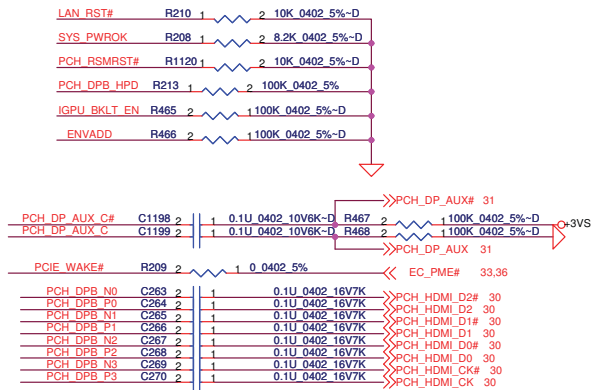 LAN_RST# R210 1 2 10K_0402_5%~D
SYS_PWROK R208 1 2 8.2K_0402_5%~D
PCH_RSMRST# R1120 1 2 10K_0402_5%~D
PCH_DPB_HPD R213 1 2 100K_0402_5%
IGPU_BKLT_EN R465 2 1 100K_0402_5%~D
ENVADD R466 2 1 100K_0402_5%~D
PCH_DP_AUX# 31
PCH_DP_AUX_C# C1198 2 1 0.1U_0402_10V6K~D R467 2 1 100K_0402_5%~D +3VS
PCH_DP_AUX_C C1199 2 1 0.1U_0402_10V6K~D R468 2 1 100K_0402_5%~D
PCH_DP_AUX 31
PCIE_WAKE# R209 2 1 0_0402_5% EC_PME# 33,36
PCH_DPB_N0 C263 2 1 0.1U_0402_16V7K PCH_HDMI_D2# 30
PCH_DPB_P0 C264 2 1 0.1U_0402_16V7K PCH_HDMI_D2 30
PCH_DPB_N1 C265 2 1 0.1U_0402_16V7K PCH_HDMI_D1# 30
PCH_DPB_P1 C266 2 1 0.1U_0402_16V7K PCH_HDMI_D1 30
PCH_DPB_N2 C267 2 1 0.1U_0402_16V7K PCH_HDMI_D0# 30
PCH_DPB_P2 C268 2 1 0.1U_0402_16V7K PCH_HDMI_D0 30
PCH_DPB_N3 C269 2 1 0.1U_0402_16V7K PCH_HDMI_CK# 30
PCH_DPB_P3 C270 2 1 0.1U_0402_16V7K PCH_HDMI_CK 30